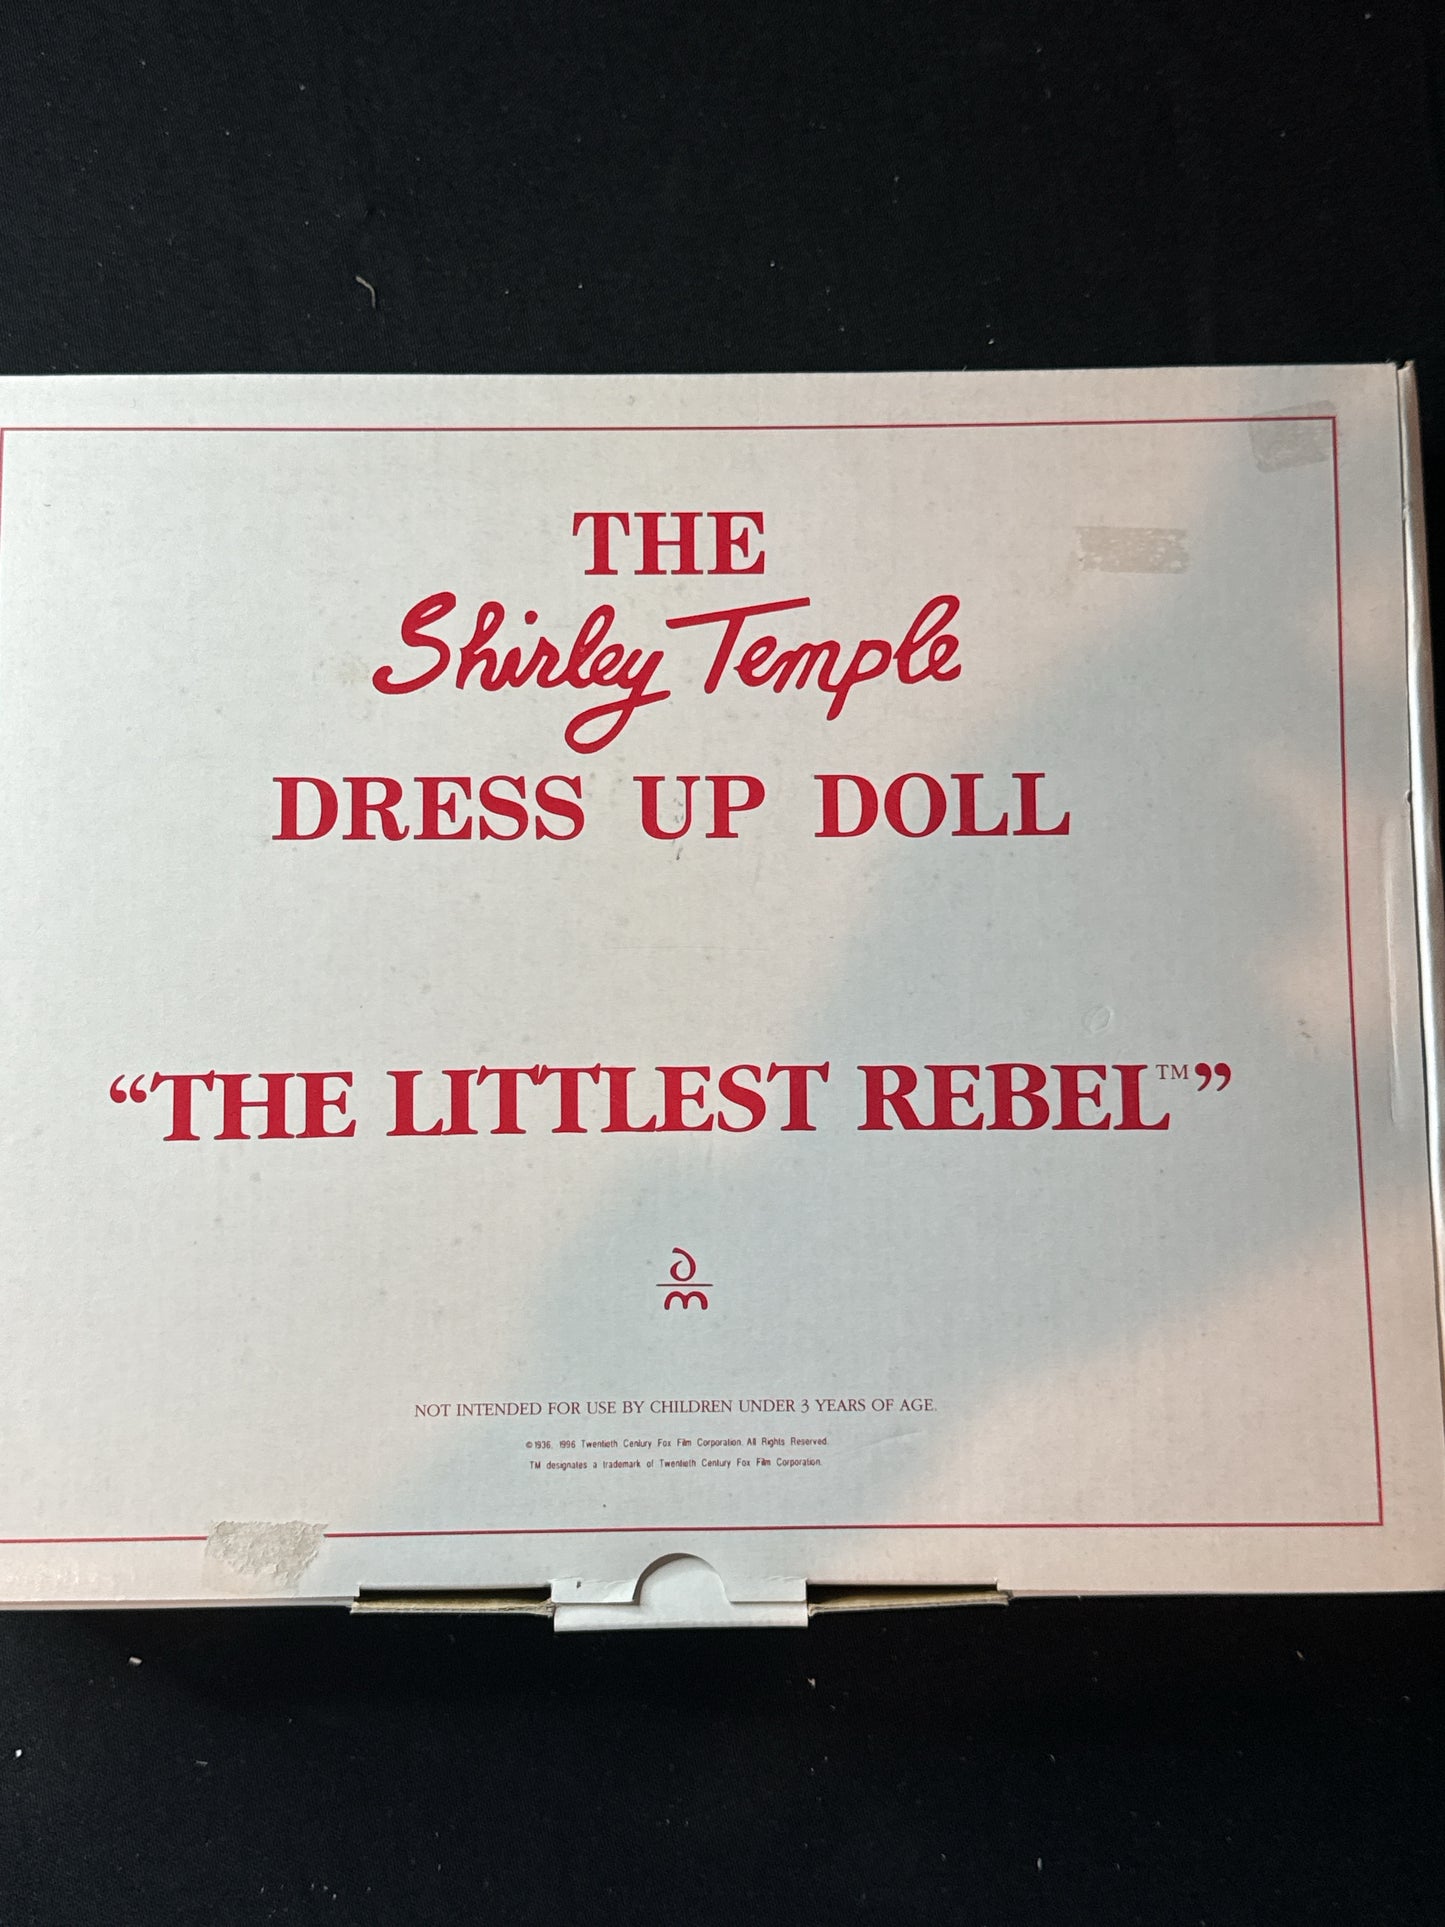 THE
Shirley Temple
DRESS UP DOLL
“THE LITTLEST REBEL™”
NOT INTENDED FOR USE BY CHILDREN UNDER 3 YEARS OF AGE.
© 1936, 1996 Twentieth Century Fox Film Corporation. All Rights Reserved.
TM designates a trademark of Twentieth Century Fox Film Corporation.